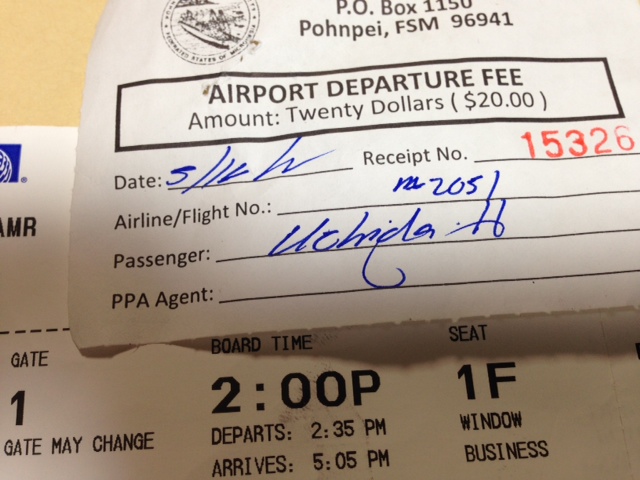 P.O. Box 1150
Pohnpei, FSM 96941
AIRPORT DEPARTURE FEE
Amount: Twenty Dollars ( $20.00 )
Receipt No. 15326
Date:
Airline/Flight No.: 2051
Passenger: Uchida H
PPA Agent:
AMR
GATE
1
GATE MAY CHANGE
BOARD TIME
2:00P
DEPARTS: 2:35 PM
ARRIVES: 5:05 PM
SEAT
1F
WINDOW
BUSINESS